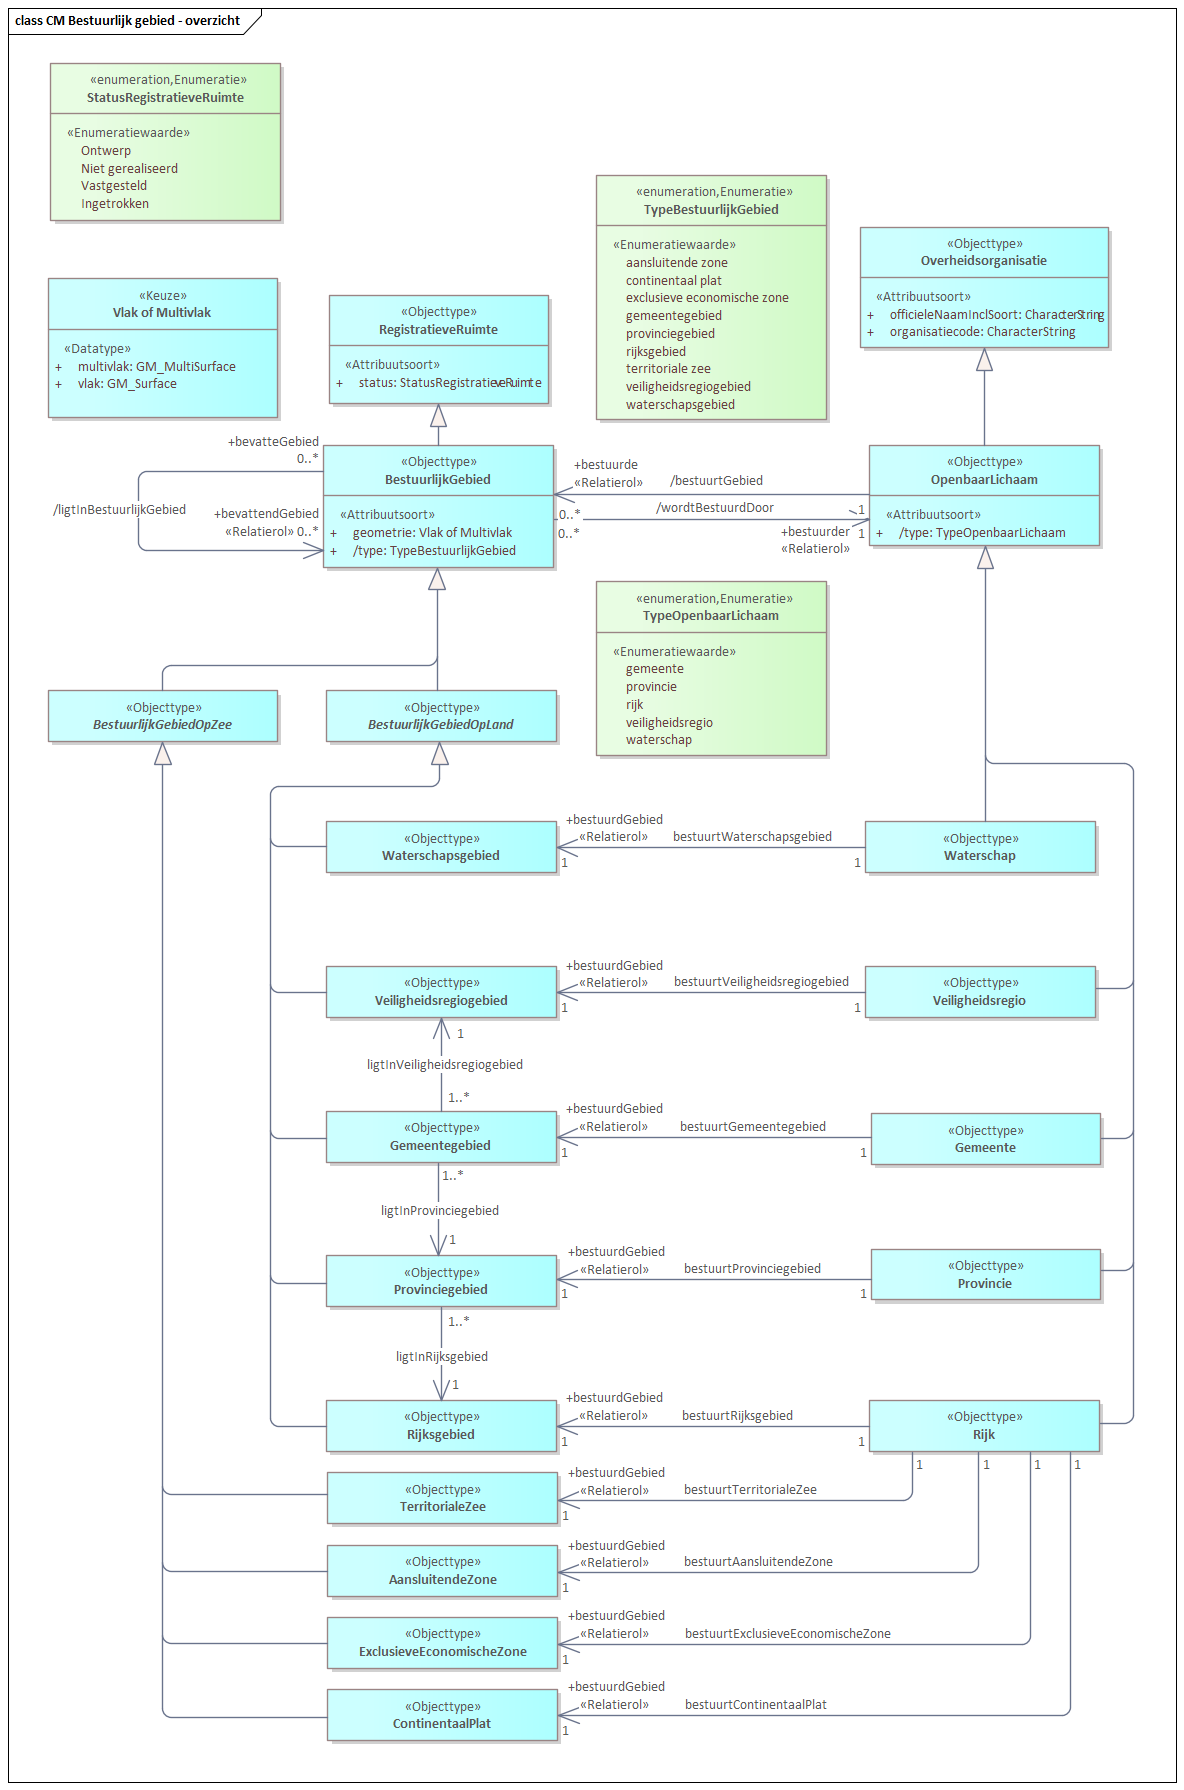 class CM Bestuurlijk gebied - overzicht
«enumeration,Enumeratie»
StatusRegistratieveRuimte
«Enumeratiewaarde»
Ontwerp
Niet gerealiseerd
Vastgesteld
Ingetrokken
«enumeration,Enumeratie»
TypeBestuurlijkGebied
«Enumeratiewaarde»
aansluitende zone
continentaal plat
exclusieve economische zone
gemeentegebied
provinciegebied
rijksgebied
territoriale zee
veiligheidsregiogebied
waterschapsgebied
«Objecttype»
Overheidsorganisatie
«Attribuutsoort»
+ officieleNaamInclSoort: CharacterString
+ organisatiecode: CharacterString
«Keuze»
Vlak of Multivlak
«Datatype»
+ multivlak: GM_MultiSurface
+ vlak: GM_Surface
«Objecttype»
RegistratieveRuimte
«Attribuutsoort»
+ status: StatusRegistratieveRuimte
+bevatteGebied
0..*
/ligtInBestuurlijkGebied
+bevattendGebied
«Relatierol» 0..*
«Objecttype»
BestuurlijkGebied
«Attribuutsoort»
+ geometrie: Vlak of Multivlak
+ /type: TypeBestuurlijkGebied
+bestuurde
«Relatierol»
/bestuurtGebied
0..*
1
/wordtBestuurdDoor
0..*
+bestuurder
«Relatierol»
1
«Objecttype»
OpenbaarLichaam
«Attribuutsoort»
+ /type: TypeOpenbaarLichaam
«enumeration,Enumeratie»
TypeOpenbaarLichaam
«Enumeratiewaarde»
gemeente
provincie
rijk
veiligheidsregio
waterschap
«Objecttype»
BestuurlijkGebiedOpZee
«Objecttype»
BestuurlijkGebiedOpLand
«Objecttype»
Waterschapsgebied
+bestuurdGebied
«Relatierol»
bestuurtWaterschapsgebied
1
1
«Objecttype»
Waterschap
«Objecttype»
Veiligheidsregiogebied
+bestuurdGebied
«Relatierol»
bestuurtVeiligheidsregiogebied
1
1
«Objecttype»
Veiligheidsregio
1
ligtInVeiligheidsregiogebied
1..*
«Objecttype»
Gemeentegebied
+bestuurdGebied
«Relatierol»
bestuurtGemeentegebied
1
1
«Objecttype»
Gemeente
1..*
ligtInProvinciegebied
1
«Objecttype»
Provinciegebied
+bestuurdGebied
«Relatierol»
bestuurtProvinciegebied
1
1
«Objecttype»
Provincie
1..*
ligtInRijksgebied
1
«Objecttype»
Rijksgebied
+bestuurdGebied
«Relatierol»
bestuurtRijksgebied
1
1
«Objecttype»
Rijk
1
1
1
1
«Objecttype»
TerritorialeZee
+bestuurdGebied
«Relatierol»
bestuurtTerritorialeZee
1
«Objecttype»
AansluitendeZone
+bestuurdGebied
«Relatierol»
bestuurtAansluitendeZone
1
«Objecttype»
ExclusieveEconomischeZone
+bestuurdGebied
«Relatierol»
bestuurtExclusieveEconomischeZone
1
«Objecttype»
ContinentaalPlat
+bestuurdGebied
«Relatierol»
bestuurtContinentaalPlat
1